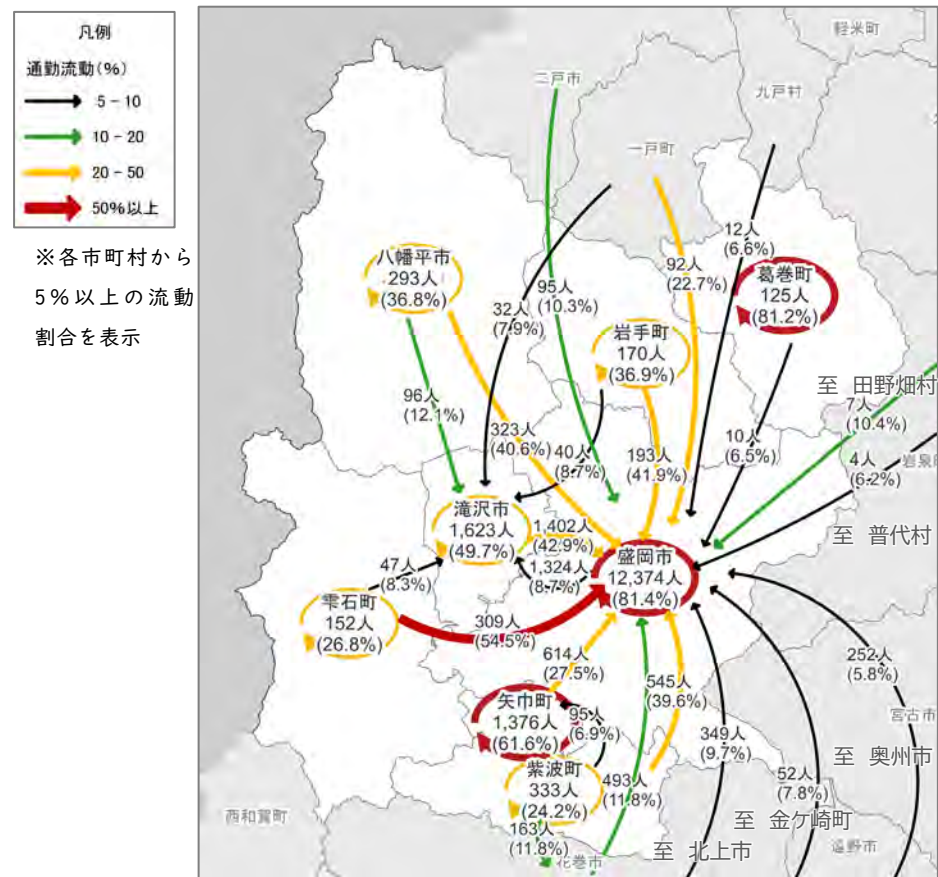 凡例
通勤流動(%)
5 - 10
10 - 20
20 - 50
50%以上
※各市町村から
5%以上の流動
割合を表示
軽米町
二戸市
九戸村
一戸町
八幡平市
293人
(36.8%)
12人
(6.6%)
92人
(22.7%)
葛巻町
125人
(81.2%)
95人
(10.3%)
32人
(7.9%)
岩手町
170人
(36.9%)
至 田野畑村
7人
(10.4%)
96人
(12.1%)
323人
(40.6%)
40人
(8.7%)
193人
(41.9%)
10人
(6.5%)
4人
(6.2%)
滝沢市
1,623人
(49.7%)
1,402人
(42.9%)
至 普代村
盛岡市
12,374人
(81.4%)
1,324人
(8.7%)
47人
(8.3%)
雫石町
152人
(26.8%)
309人
(54.5%)
614人
(27.5%)
252人
(5.8%)
545人
(39.6%)
矢巾町
1,376人
(61.6%)
95人
(6.9%)
宮古市
349人
(9.7%)
至 奥州市
紫波町
333人
(24.2%)
493人
(11.8%)
52人
(7.8%)
西和賀町
163人
(11.8%)
至 金ケ崎町
花巻市
至 北上市
遠野市